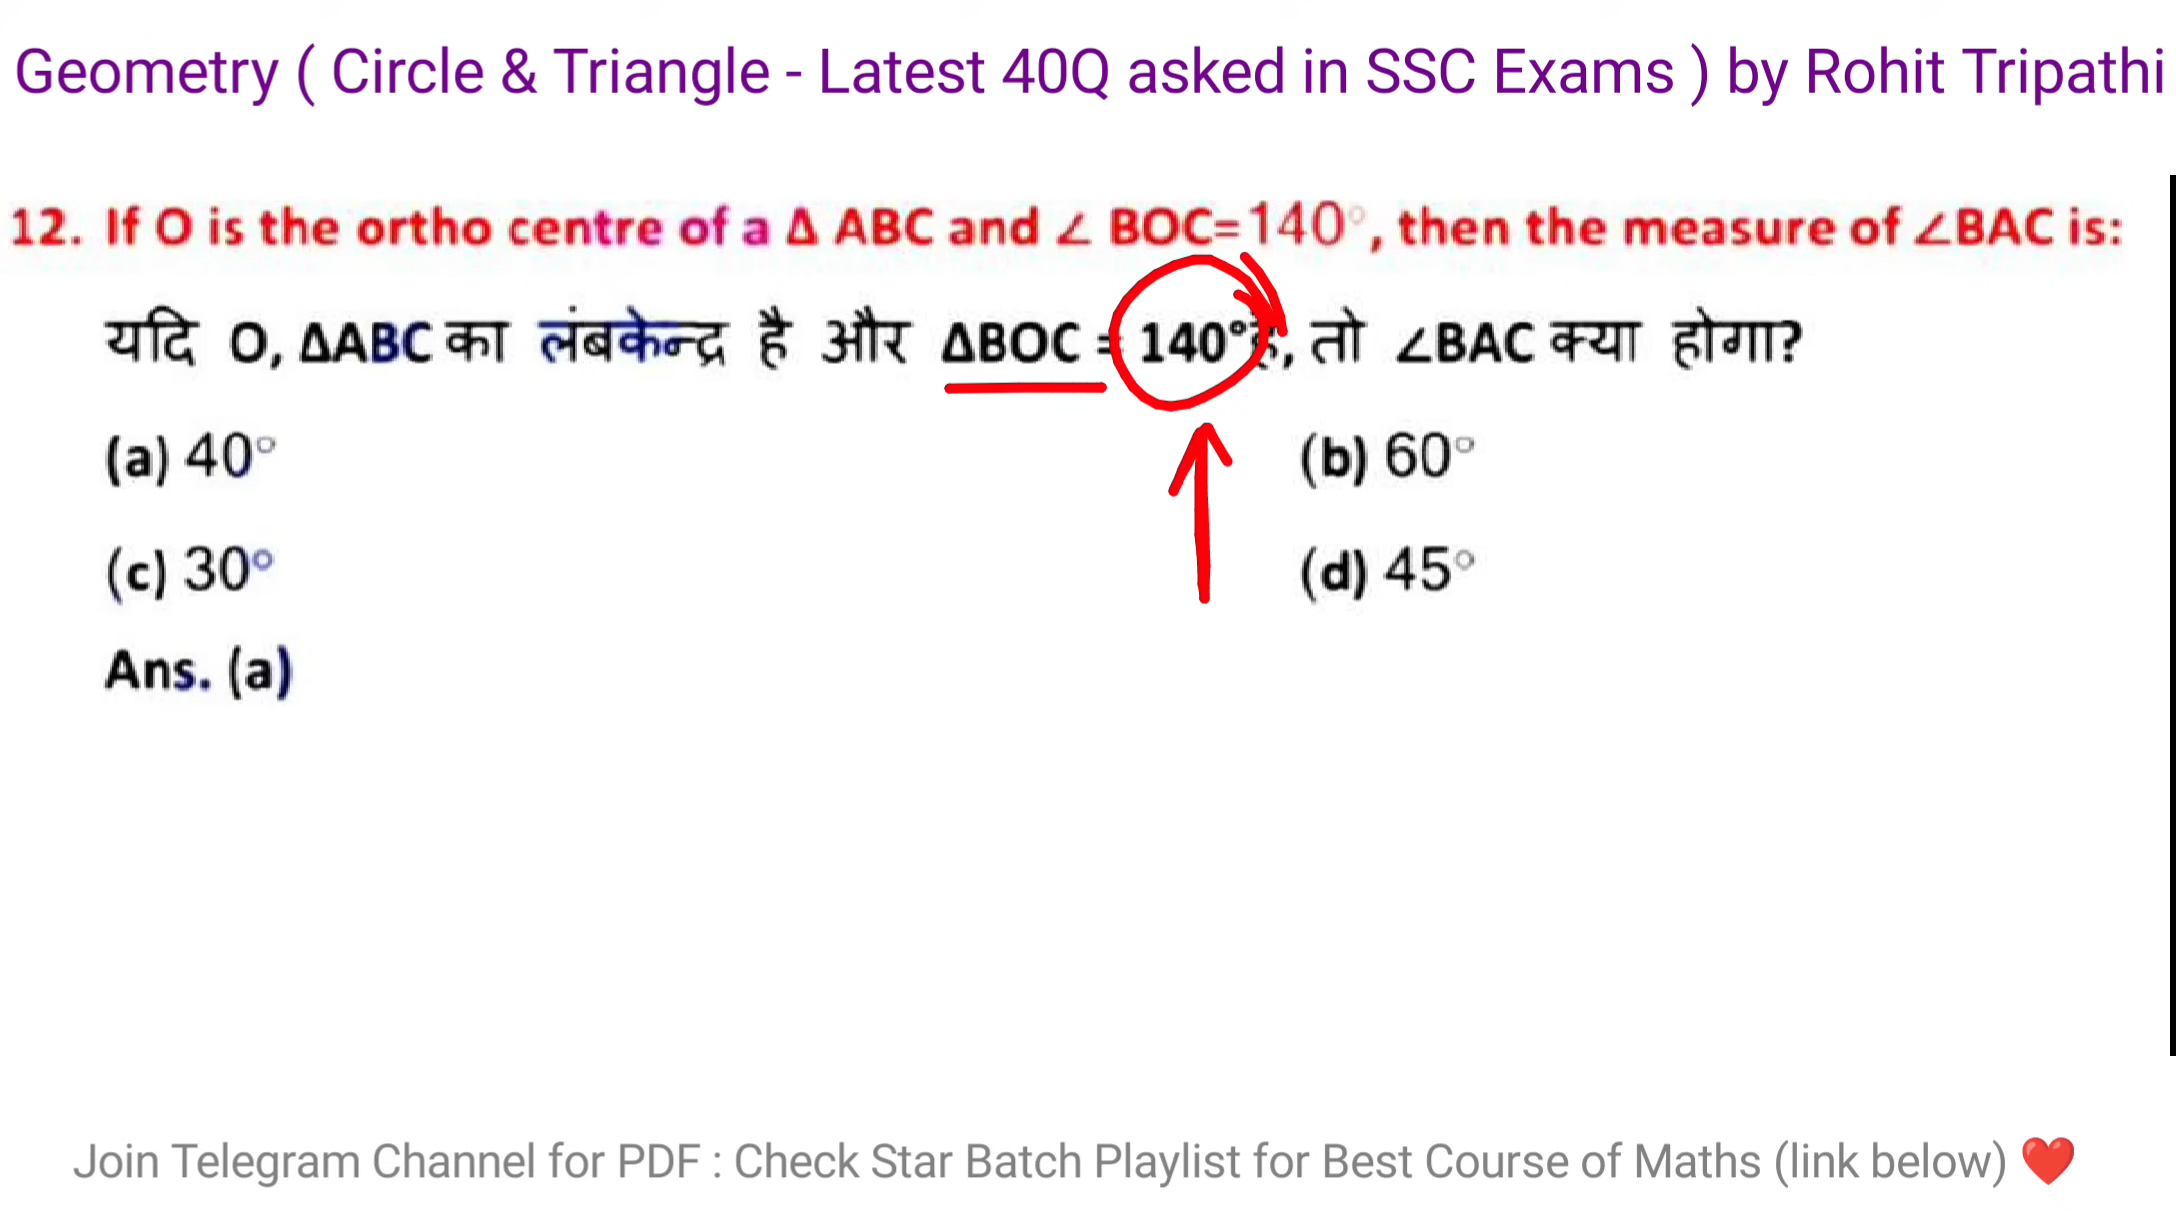 Geometry ( Circle & Triangle - Latest 40Q asked in SSC Exams ) by Rohit Tripathi
12. If O is the ortho centre of a Δ ABC and ∠ BOC=140°, then the measure of ∠BAC is:
यदि O, ΔABC का लंबकेन्द्र है और ΔBOC = 140°है, तो ∠BAC क्या होगा?
(a) 40° (b) 60°
(c) 30° (d) 45°
Ans. (a)
Join Telegram Channel for PDF : Check Star Batch Playlist for Best Course of Maths (link below) ❤️